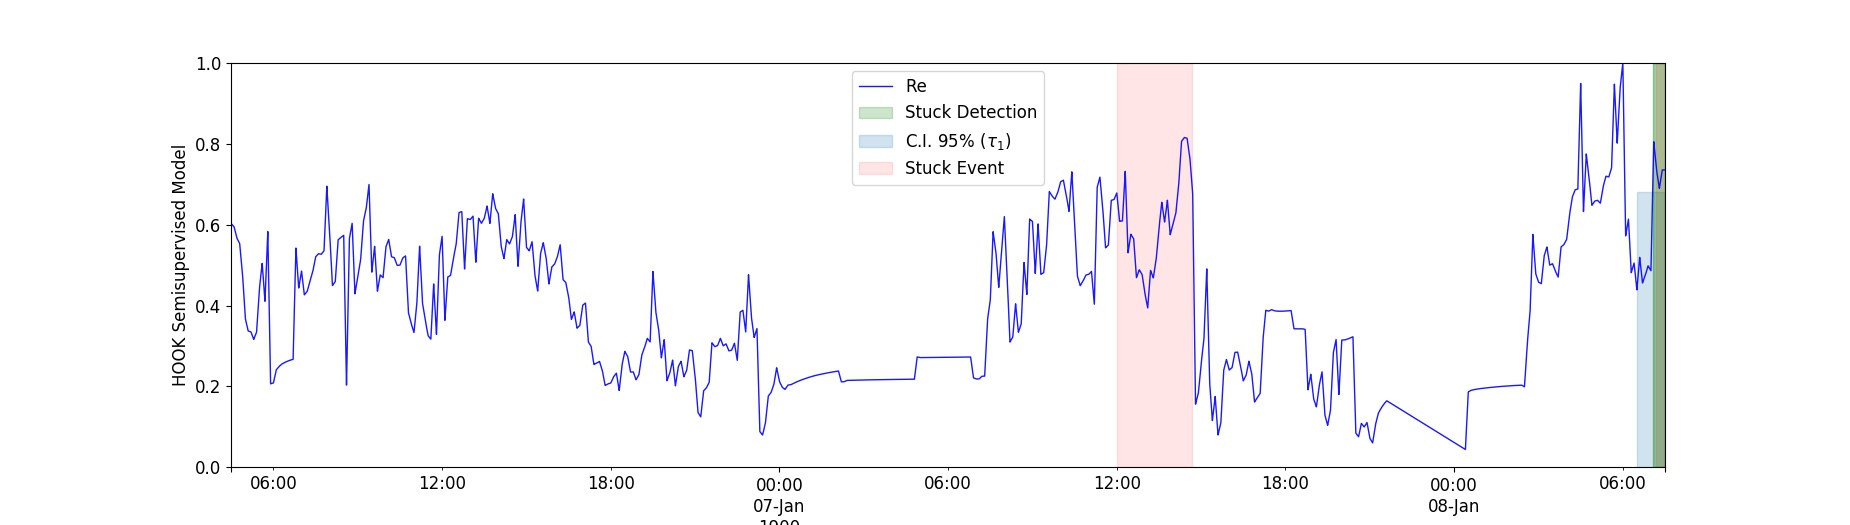 HOOK Semisupervised Model
1.0
0.8
0.6
0.4
0.2
0.0
Re
Stuck Detection
C.I. 95% (τ₁)
Stuck Event
06:00 12:00 18:00 00:00 06:00 12:00 18:00 00:00 06:00
07-Jan 08-Jan
1900